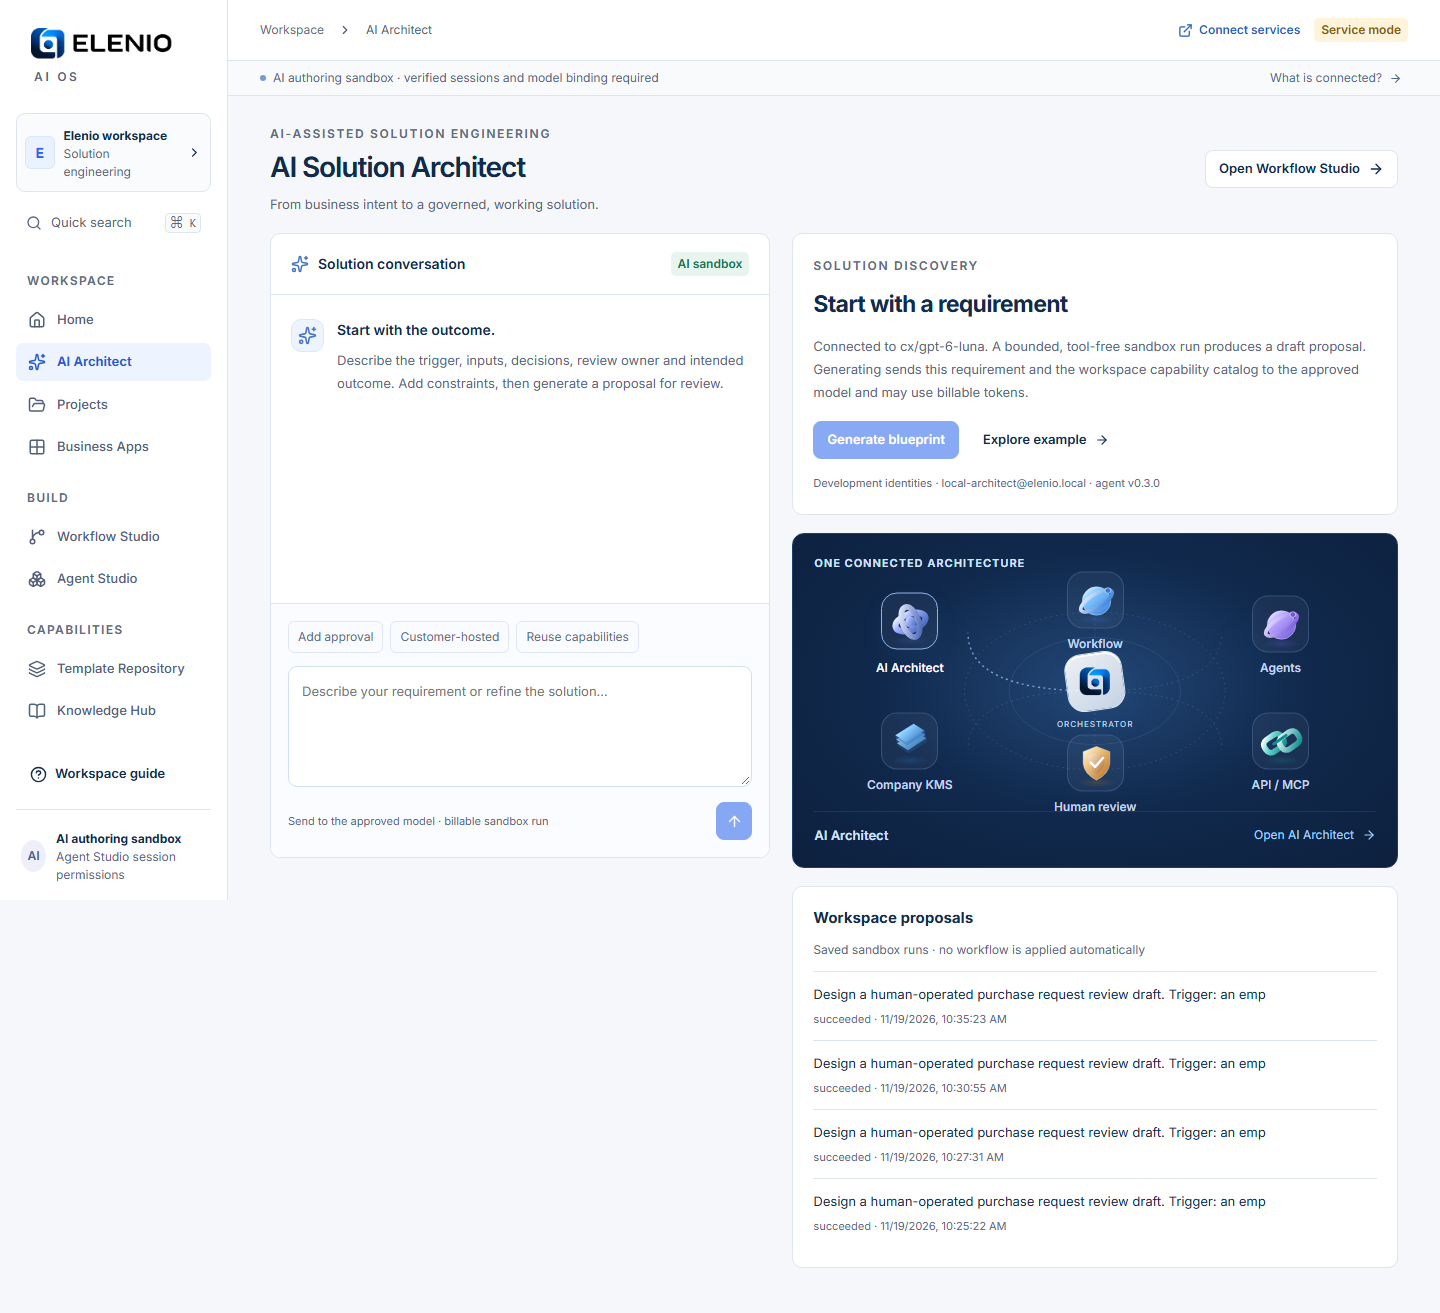 ELENIO
AI OS
E
Elenio workspace
Solution
engineering
Quick search
⌘ K
WORKSPACE
Home
AI Architect
Projects
Business Apps
BUILD
Workflow Studio
Agent Studio
CAPABILITIES
Template Repository
Knowledge Hub
Workspace guide
AI
AI authoring sandbox
Agent Studio session
permissions
Workspace
AI Architect
Connect services
Service mode
AI authoring sandbox · verified sessions and model binding required
What is connected?
AI-ASSISTED SOLUTION ENGINEERING
AI Solution Architect
From business intent to a governed, working solution.
Open Workflow Studio
Solution conversation
AI sandbox
Start with the outcome.
Describe the trigger, inputs, decisions, review owner and intended
outcome. Add constraints, then generate a proposal for review.
Add approval
Customer-hosted
Reuse capabilities
Describe your requirement or refine the solution...
Send to the approved model · billable sandbox run
SOLUTION DISCOVERY
Start with a requirement
Connected to cx/gpt-6-luna. A bounded, tool-free sandbox run produces a draft proposal.
Generating sends this requirement and the workspace capability catalog to the approved
model and may use billable tokens.
Generate blueprint
Explore example
Development identities · local-architect@elenio.local · agent v0.3.0
ONE CONNECTED ARCHITECTURE
AI Architect
Workflow
Agents
ORCHESTRATOR
Company KMS
Human review
API / MCP
AI Architect
Open AI Architect
Workspace proposals
Saved sandbox runs · no workflow is applied automatically
Design a human-operated purchase request review draft. Trigger: an emp
succeeded · 11/19/2026, 10:35:23 AM
Design a human-operated purchase request review draft. Trigger: an emp
succeeded · 11/19/2026, 10:30:55 AM
Design a human-operated purchase request review draft. Trigger: an emp
succeeded · 11/19/2026, 10:27:31 AM
Design a human-operated purchase request review draft. Trigger: an emp
succeeded · 11/19/2026, 10:25:22 AM